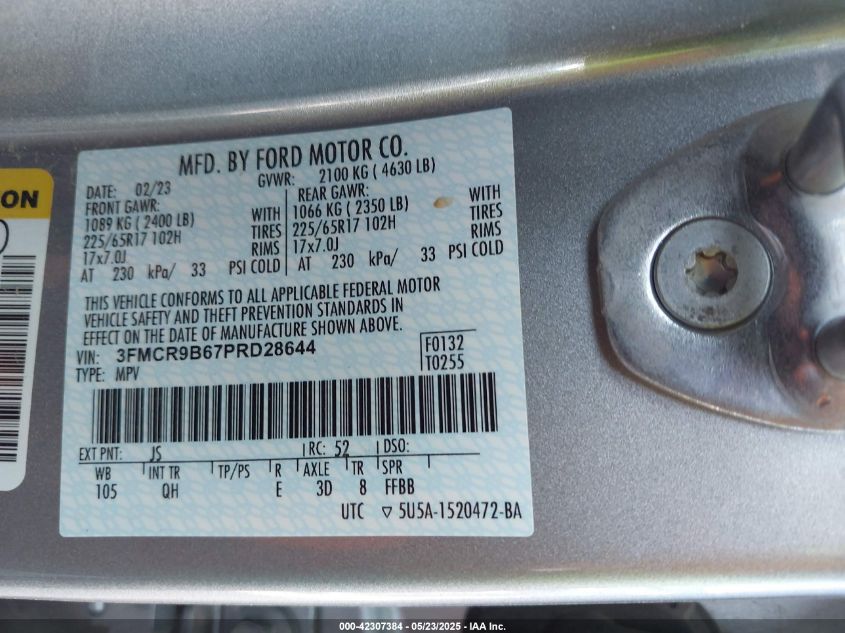 ON
MFD. BY FORD MOTOR CO.
DATE: 02/23 GVWR: 2100 KG ( 4630 LB)
FRONT GAWR: REAR GAWR:
1089 KG ( 2400 LB) WITH 1066 KG ( 2350 LB) WITH
225/65R17 102H TIRES 225/65R17 102H TIRES
17x7.0J RIMS 17x7.0J RIMS
AT 230 kPa/ 33 PSI COLD AT 230 kPa/ 33 PSI COLD
THIS VEHICLE CONFORMS TO ALL APPLICABLE FEDERAL MOTOR
VEHICLE SAFETY AND THEFT PREVENTION STANDARDS IN
EFFECT ON THE DATE OF MANUFACTURE SHOWN ABOVE.
VIN: 3FMCR9B67PRD28644 F0132
TYPE: MPV T0255
EXT PNT: JS RC: 52 DSO:
WB INT TR TP/PS R AXLE TR SPR
105 QH E 3D 8 FFBB
UTC ▽ 5U5A-1520472-BA
000-42307384 - 05/23/2025 - IAA Inc.